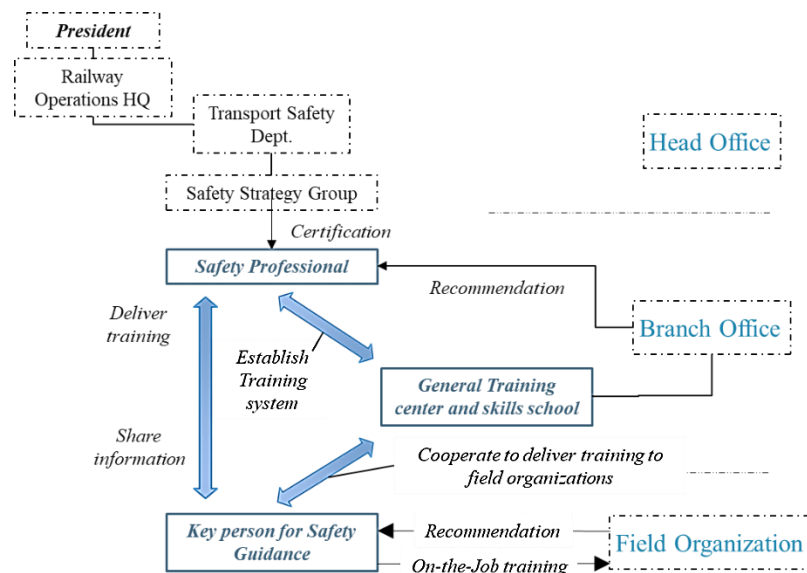 President
Railway
Operations HQ
Transport Safety
Dept.
Head Office
Safety Strategy Group
Certification
Safety Professional
Recommendation
Deliver
training
Branch Office
Establish
Training
system
General Training
center and skills school
Share
information
Cooperate to deliver training to
field organizations
Key person for Safety
Guidance
Recommendation
On-the-Job training
Field Organization